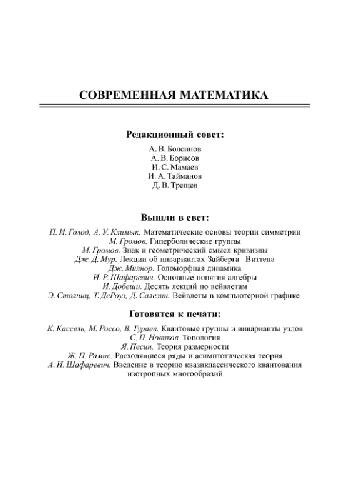 СОВРЕМЕННАЯ МАТЕМАТИКА
Редакционный совет:
А. В. Болсинов
А. В. Борисов
И. С. Мамаев
И. А. Тайманов
Д. В. Трещев
Вышли в свет:
П. И. Голод, А. У. Климык. Математические основы теории симметрии
М. Громов. Гиперболические группы
М. Громов. Знак и геометрический смысл кривизны
Дж. Д. Мур. Лекции об инвариантах Зайберга – Виттена
Дж. Милнор. Голоморфная динамика
И. Р. Шафаревич. Основные понятия алгебры
И. Добеши. Десять лекций по вейвлетам
Э. Столниц, Т. ДеРоуз, Д. Салезин. Вейвлеты в компьютерной графике
Готовятся к печати:
К. Кассель, М. Россо, В. Тураев. Квантовые группы и инварианты узлов
С. П. Новиков. Топология
Я. Песин. Теория размерности
Ж. П. Рамис. Расходящиеся ряды и асимптотическая теория
А. И. Шафаревич. Введение в теорию квазиклассического квантования
изотропных многообразий